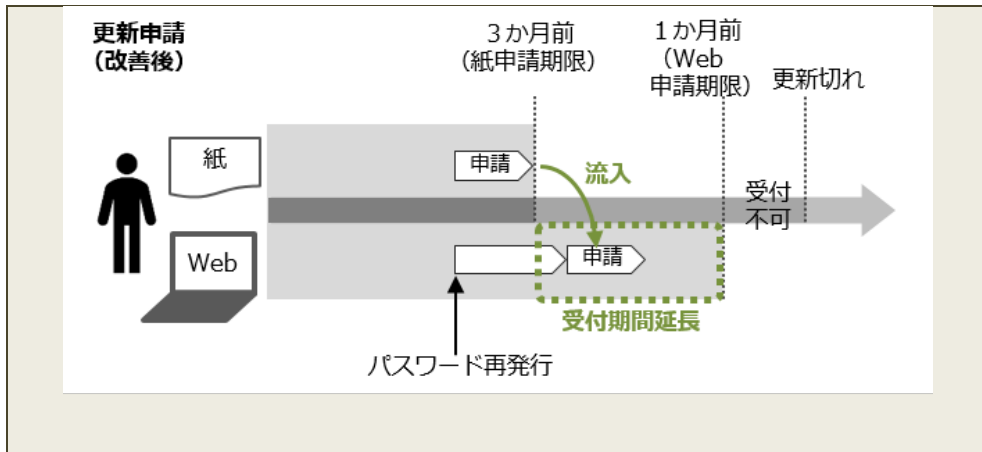 更新申請
(改善後)
3か月前
(紙申請期限)
1か月前
(Web
申請期限)
更新切れ
紙
申請
流入
受付
不可
Web
申請
受付期間延長
パスワード再発行